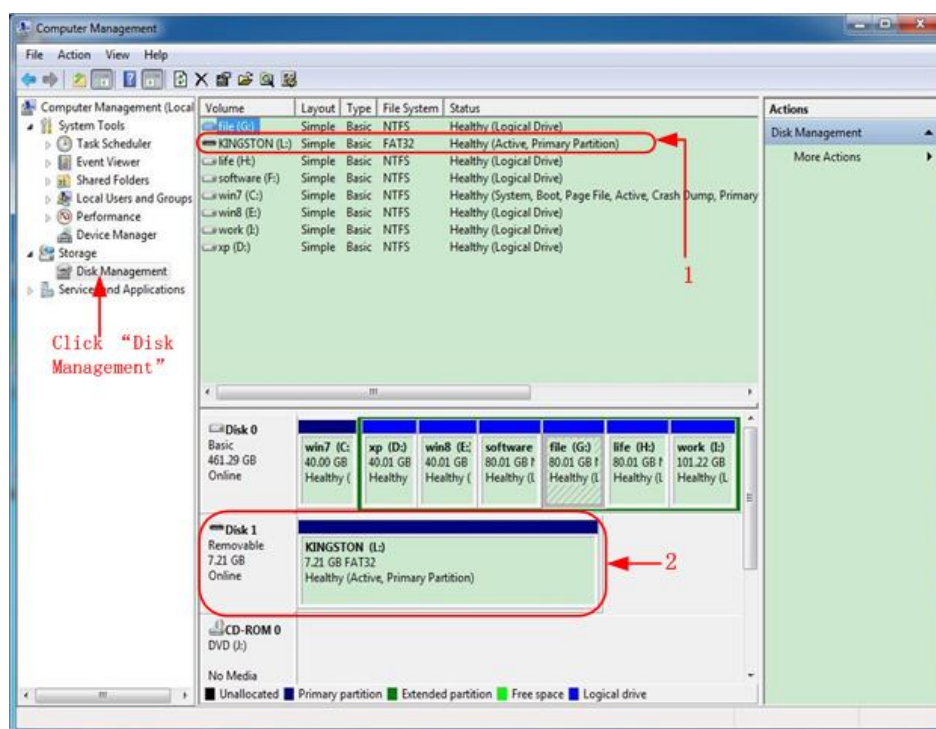 Computer Management
File Action View Help
Computer Management (Local
System Tools
Task Scheduler
Event Viewer
Shared Folders
Local Users and Groups
Performance
Device Manager
Storage
Disk Management
Services and Applications
Click “Disk
Management”
Volume Layout Type File System Status
file (G:) Simple Basic NTFS Healthy (Logical Drive)
KINGSTON (L:) Simple Basic FAT32 Healthy (Active, Primary Partition)
life (H:) Simple Basic NTFS Healthy (Logical Drive)
software (F:) Simple Basic NTFS Healthy (Logical Drive)
win7 (C:) Simple Basic NTFS Healthy (System, Boot, Page File, Active, Crash Dump, Primary
win8 (E:) Simple Basic NTFS Healthy (Logical Drive)
work (I:) Simple Basic NTFS Healthy (Logical Drive)
xp (D:) Simple Basic NTFS Healthy (Logical Drive)
1
Actions
Disk Management
More Actions
Disk 0
Basic
461.29 GB
Online
win7 (C: xp (D:) win8 (E: software file (G:) life (H:) work (I:)
40.00 GB 40.01 GB 40.01 GB 80.01 GB 80.01 GB 80.01 GB 101.22 GB
Healthy ( Healthy Healthy ( Healthy (L Healthy (L Healthy (L Healthy (L
Disk 1
Removable
7.21 GB
Online
KINGSTON (L:)
7.21 GB FAT32
Healthy (Active, Primary Partition)
2
CD-ROM 0
DVD (J:)
No Media
Unallocated Primary partition Extended partition Free space Logical drive